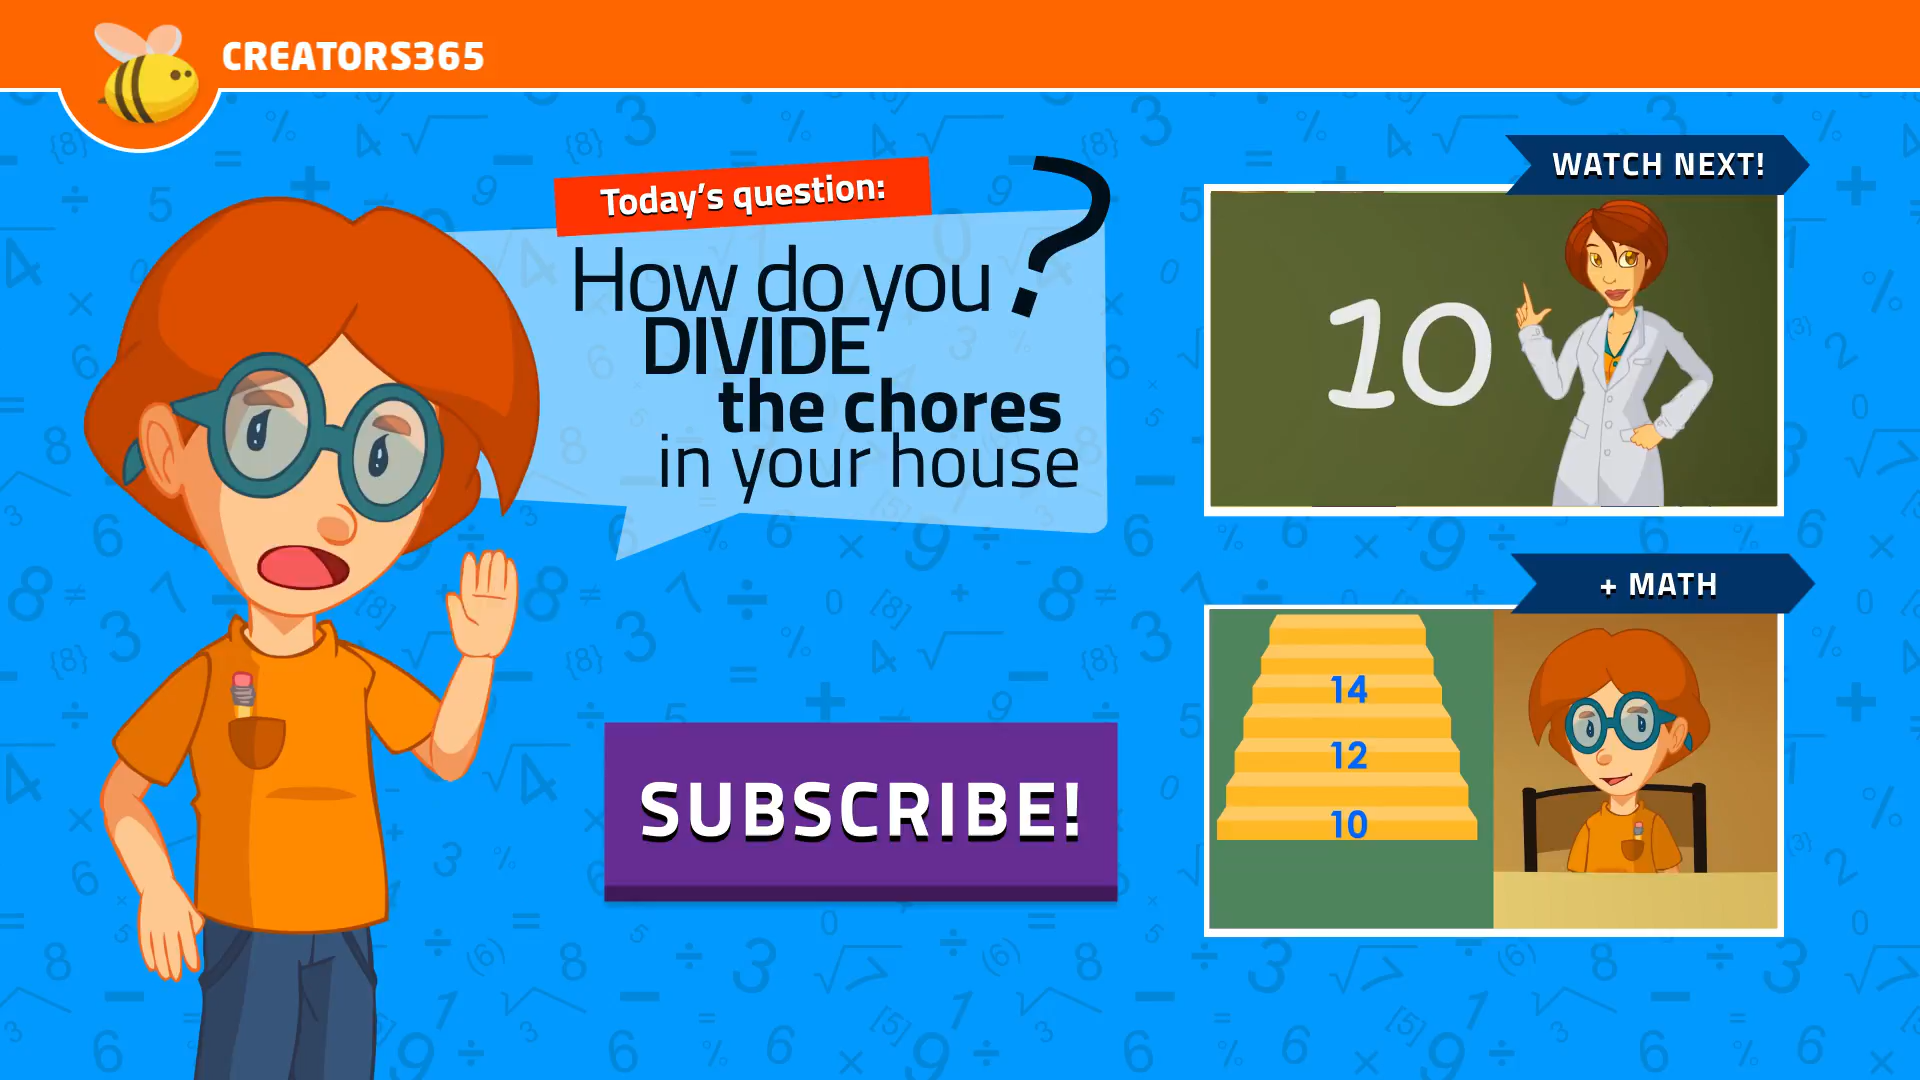 CREATORS365
Today's question:
How do you ?
DIVIDE
the chores
in your house
SUBSCRIBE!
WATCH NEXT!
10
+ MATH
14
12
10